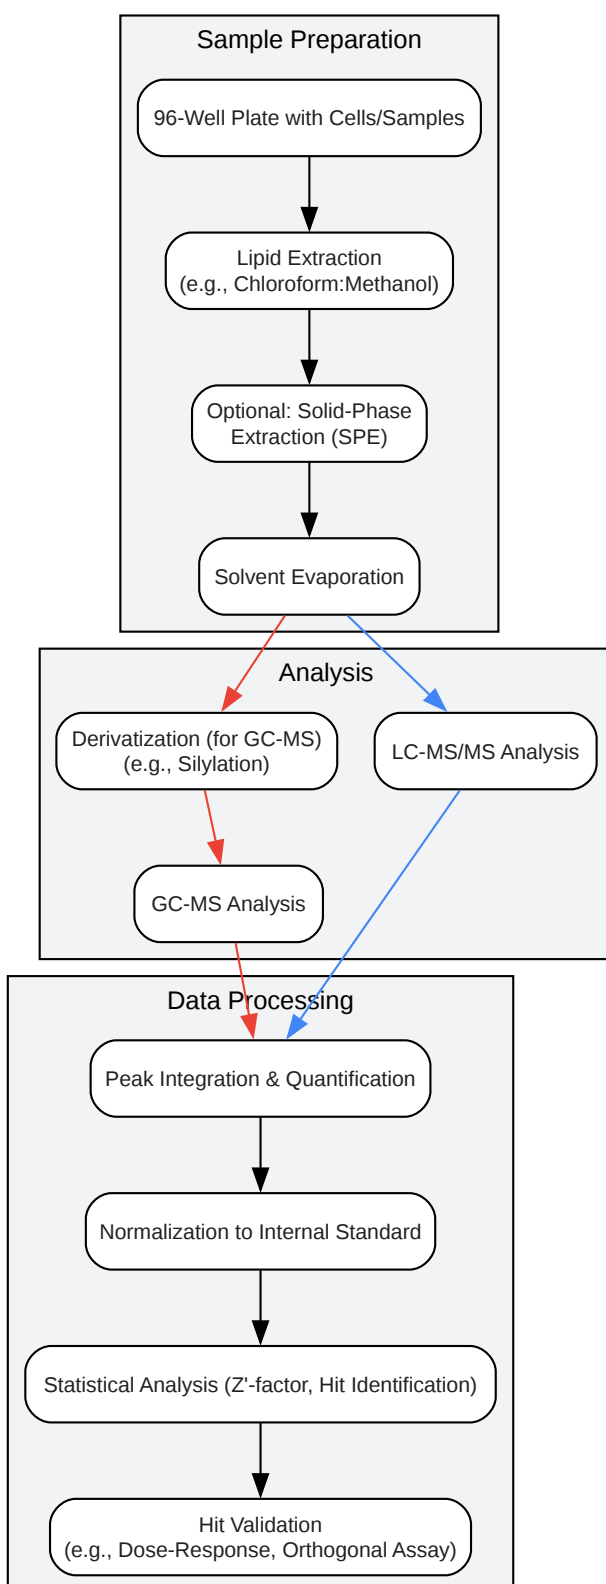 Sample Preparation
96-Well Plate with Cells/Samples
Lipid Extraction
(e.g., Chloroform:Methanol)
Optional: Solid-Phase
Extraction (SPE)
Solvent Evaporation
Analysis
Derivatization (for GC-MS)
(e.g., Silylation)
LC-MS/MS Analysis
GC-MS Analysis
Data Processing
Peak Integration & Quantification
Normalization to Internal Standard
Statistical Analysis (Z'-factor, Hit Identification)
Hit Validation
(e.g., Dose-Response, Orthogonal Assay)